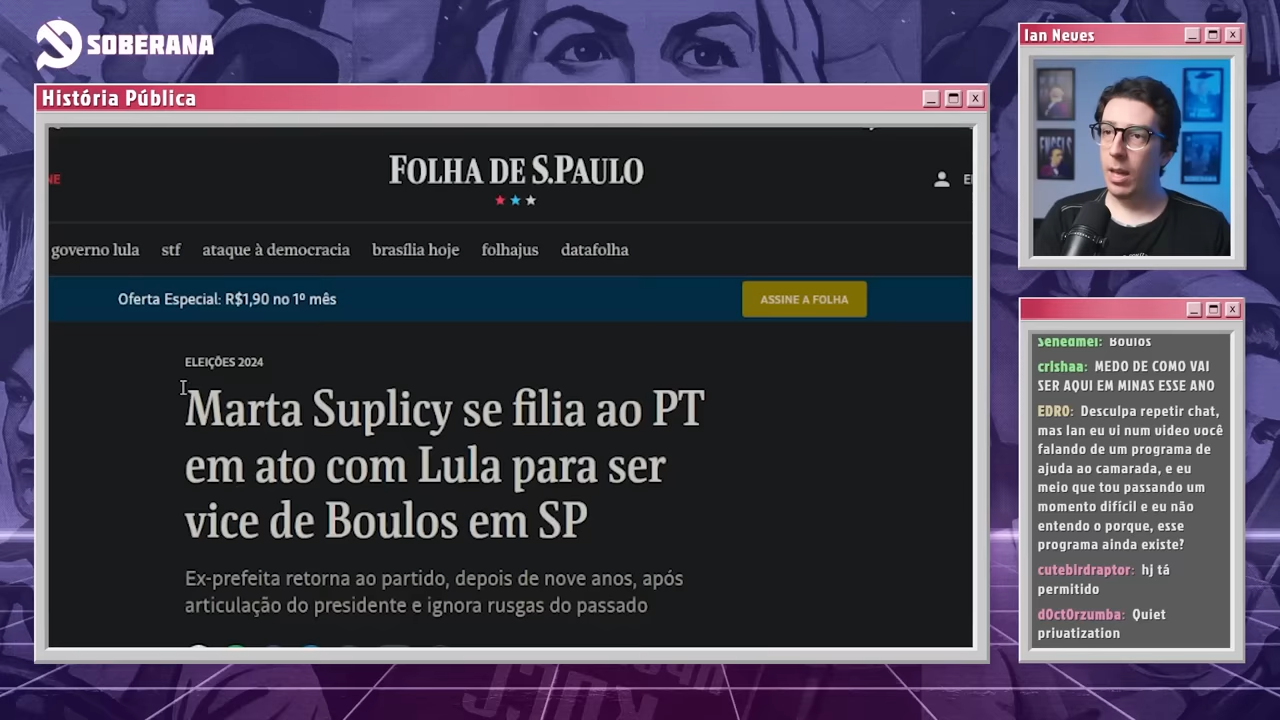 SOBERANA
História Pública
FOLHA DE S.PAULO
governo lula stf ataque à democracia brasília hoje folhajus datafolha
Oferta Especial: R$1,90 no 1º mês
ASSINE A FOLHA
ELEIÇÕES 2024
Marta Suplicy se filia ao PT
em ato com Lula para ser
vice de Boulos em SP
Ex-prefeita retorna ao partido, depois de nove anos, após
articulação do presidente e ignora rusgas do passado
Ian Neves
ENGELS
SOBERANA
Senedmel: Boulos
crishaa: MEDO DE COMO VAI
SER AQUI EM MINAS ESSE ANO
EDRO: Desculpa repetir chat,
mas Ian eu vi num video você
falando de um programa de
ajuda ao camarada, e eu
meio que tou passando um
momento difícil e eu não
entendo o porque, esse
programa ainda existe?
cutebirdraptor: hj tá
permitido
d0ct0rzumba: Quiet
privatization